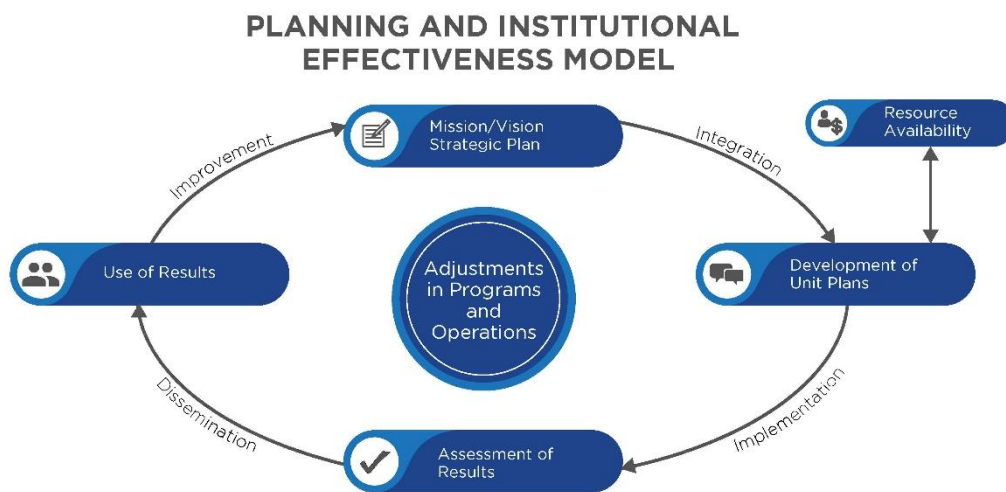 PLANNING AND INSTITUTIONAL
EFFECTIVENESS MODEL
Mission/Vision
Strategic Plan
Resource
Availability
Improvement
Integration
Use of Results
Adjustments
in Programs
and
Operations
Development of
Unit Plans
Dissemination
Implementation
Assessment of
Results